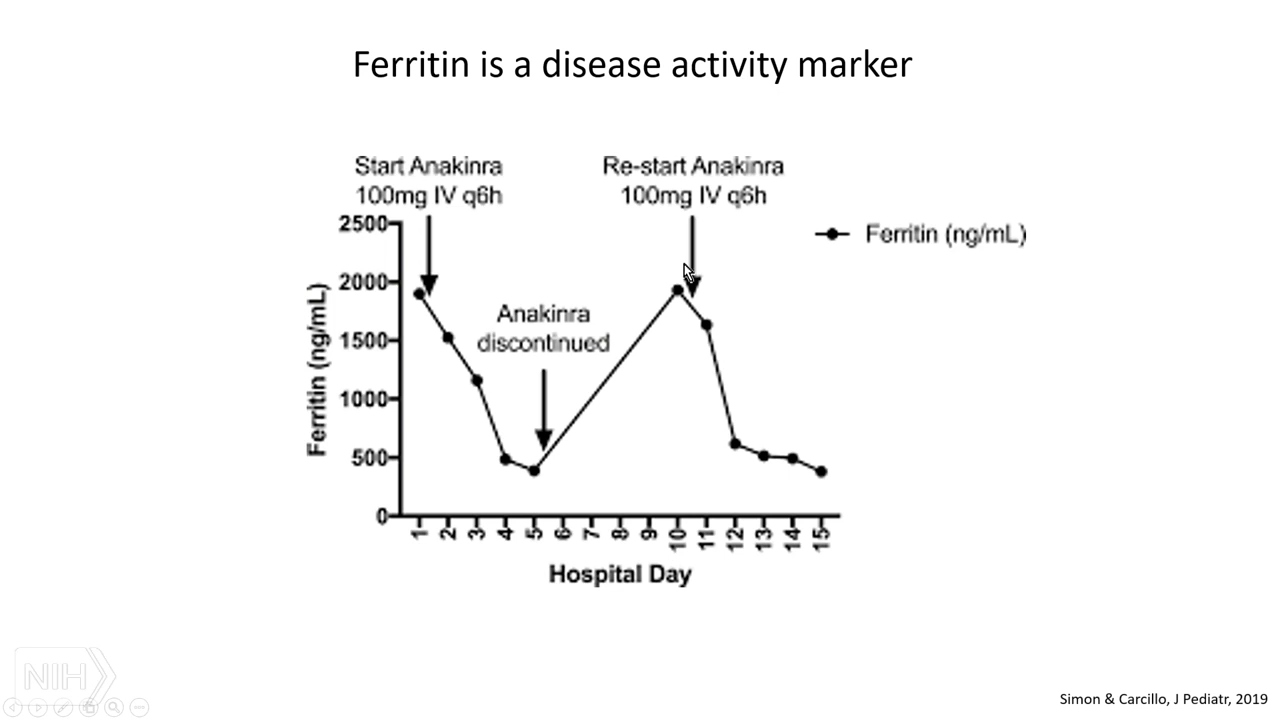 Ferritin is a disease activity marker
Start Anakinra
100mg IV q6h
Re-start Anakinra
100mg IV q6h
Anakinra
discontinued
Ferritin (ng/mL)
Ferritin (ng/mL)
2500
2000
1500
1000
500
0
1 2 3 4 5 6 7 8 9 10 11 12 13 14 15
Hospital Day
NIH
Simon & Carcillo, J Pediatr, 2019